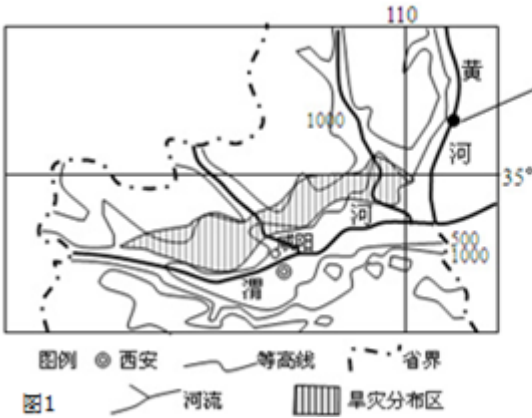 110
黄
1000
河
35°
河
咸阳
500
1000
渭
图例 西安 等高线 省界
图1 河流 旱灾分布区